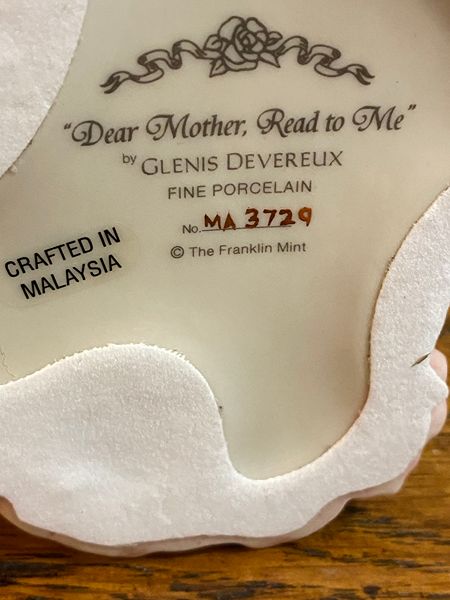 "Dear Mother, Read to Me"
by GLENIS DEVEREUX
FINE PORCELAIN
No. MA 3729
© The Franklin Mint
CRAFTED IN
MALAYSIA